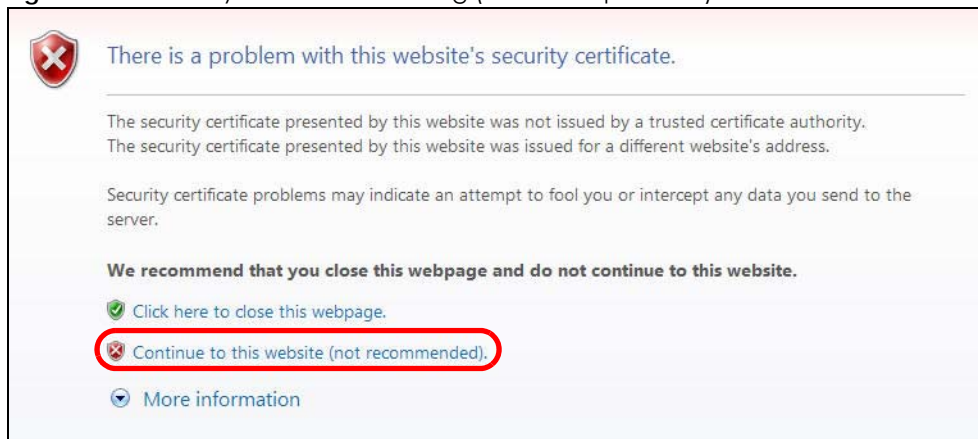 There is a problem with this website's security certificate.
The security certificate presented by this website was not issued by a trusted certificate authority.
The security certificate presented by this website was issued for a different website's address.
Security certificate problems may indicate an attempt to fool you or intercept any data you send to the
server.
We recommend that you close this webpage and do not continue to this website.
Click here to close this webpage.
Continue to this website (not recommended).
More information